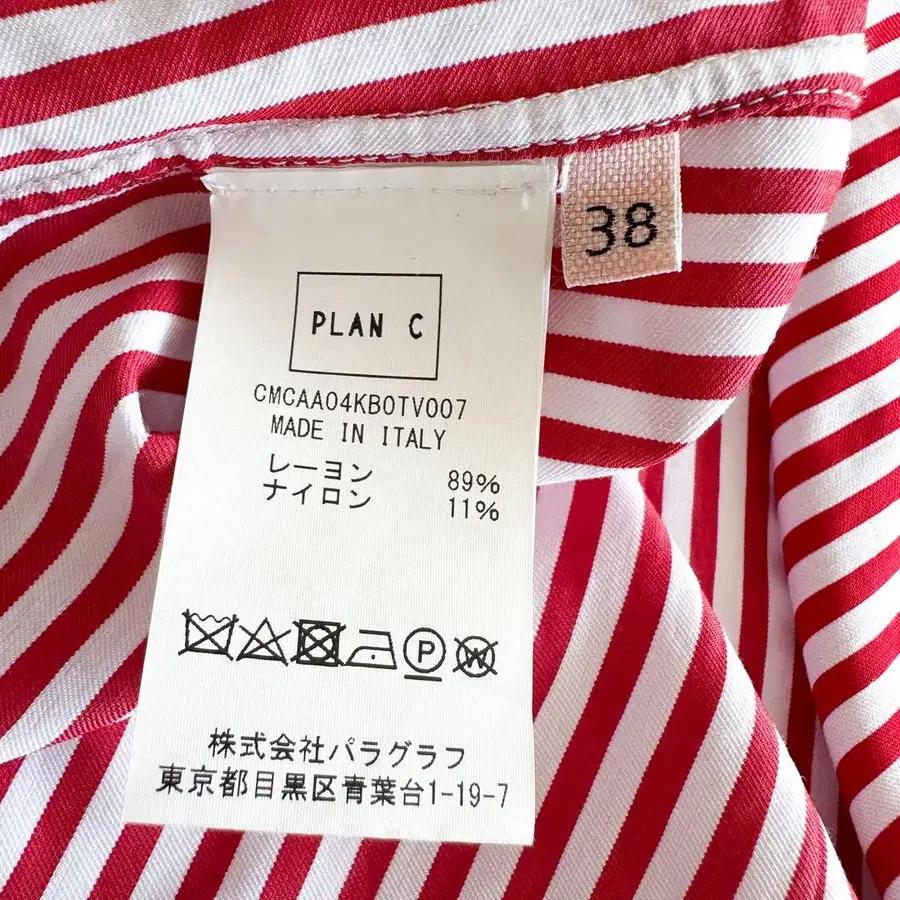 38
PLAN C
CMCAA04KB0TV007
MADE IN ITALY
レーヨン 89%
ナイロン 11%
P W
株式会社パラグラフ
東京都目黒区青葉台1-19-7